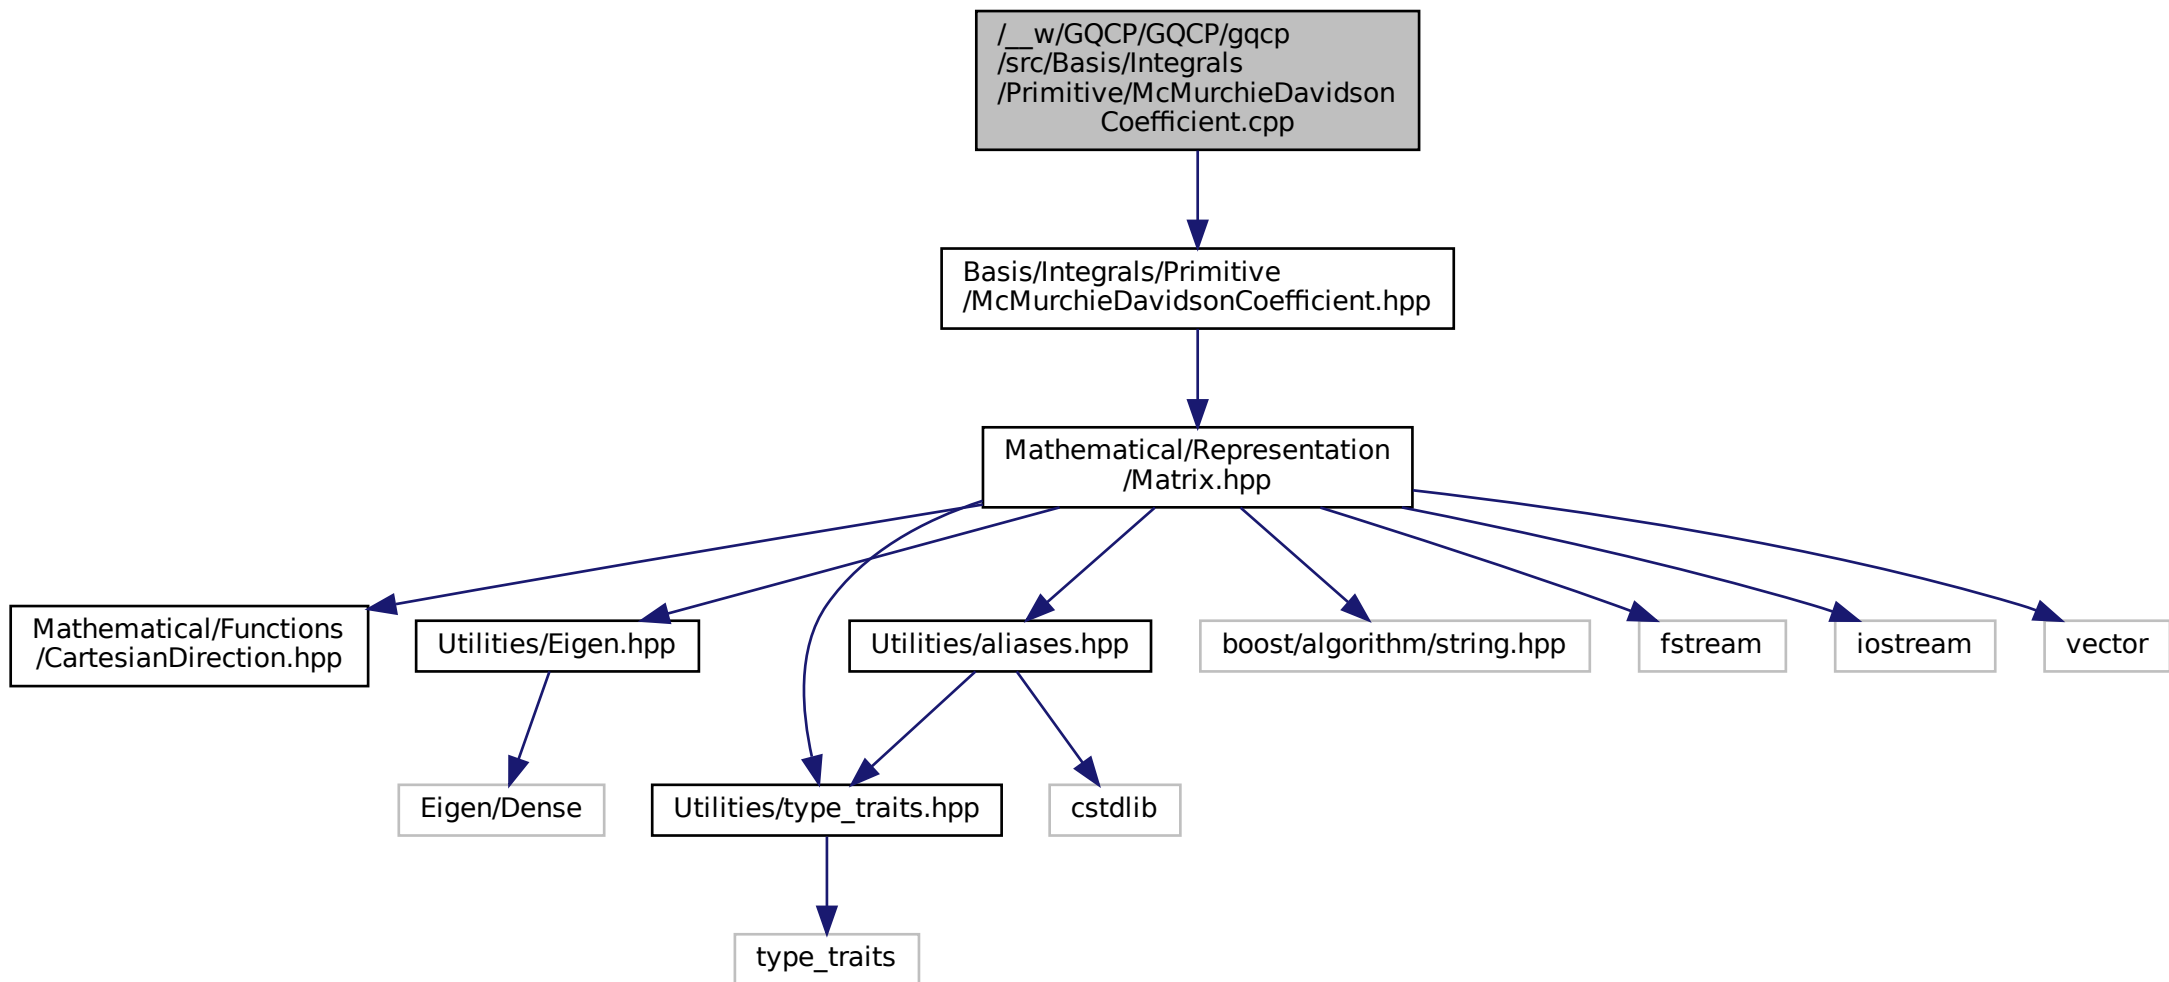 /__w/GQCP/GQCP/gqcp
/src/Basis/Integrals
/Primitive/McMurchieDavidson
Coefficient.cpp
Basis/Integrals/Primitive
/McMurchieDavidsonCoefficient.hpp
Mathematical/Representation
/Matrix.hpp
Mathematical/Functions
/CartesianDirection.hpp
Utilities/Eigen.hpp
Utilities/aliases.hpp
boost/algorithm/string.hpp
fstream
iostream
vector
Eigen/Dense
Utilities/type_traits.hpp
cstdlib
type_traits